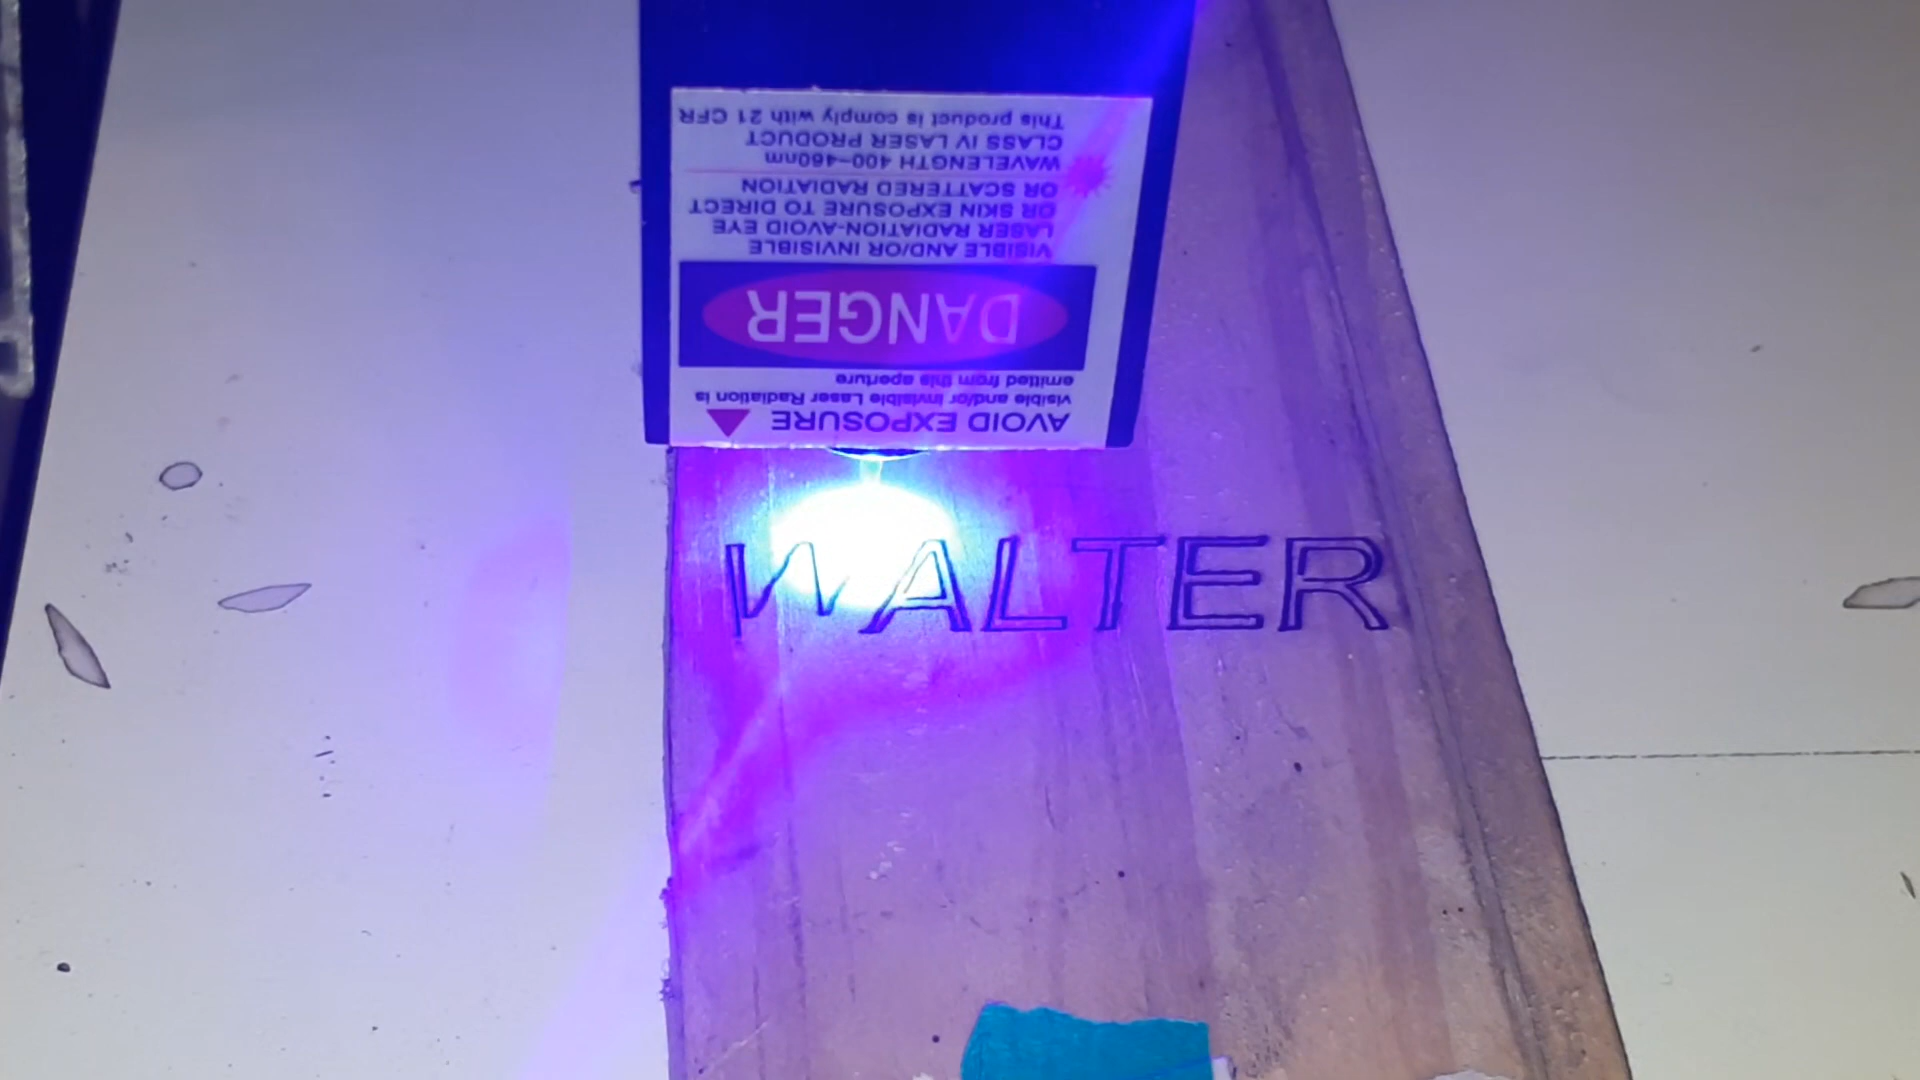 AVOID EXPOSURE
visible and/or invisible Laser Radiation is
emitted from this aperture
DANGER
VISIBLE AND/OR INVISIBLE
LASER RADIATION-AVOID EYE
OR SKIN EXPOSURE TO DIRECT
OR SCATTERED RADIATION
WAVELENGTH 400-460nm
CLASS IV LASER PRODUCT
This product is comply with 21 CFR
WALTER